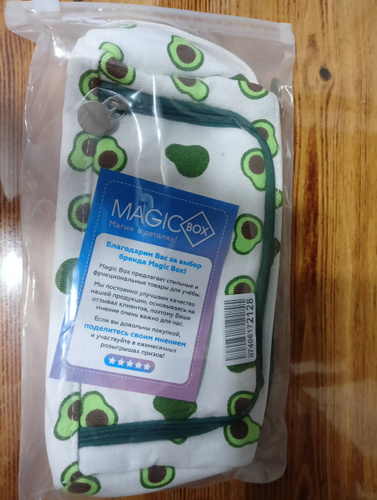 MAGIC BOX
Магия в деталях!
Благодарим Вас за выбор
бренда Magic Box!
Magic Box предлагает стильные и
функциональные товары для учёбы.
Мы постоянно улучшаем качество
нашей продукции, основываясь на
отзывах клиентов, поэтому Ваше
мнение очень важно для нас.
Если вы довольны покупкой,
поделитесь своим мнением
и участвуйте в ежемесячных
розыгрышах призов!